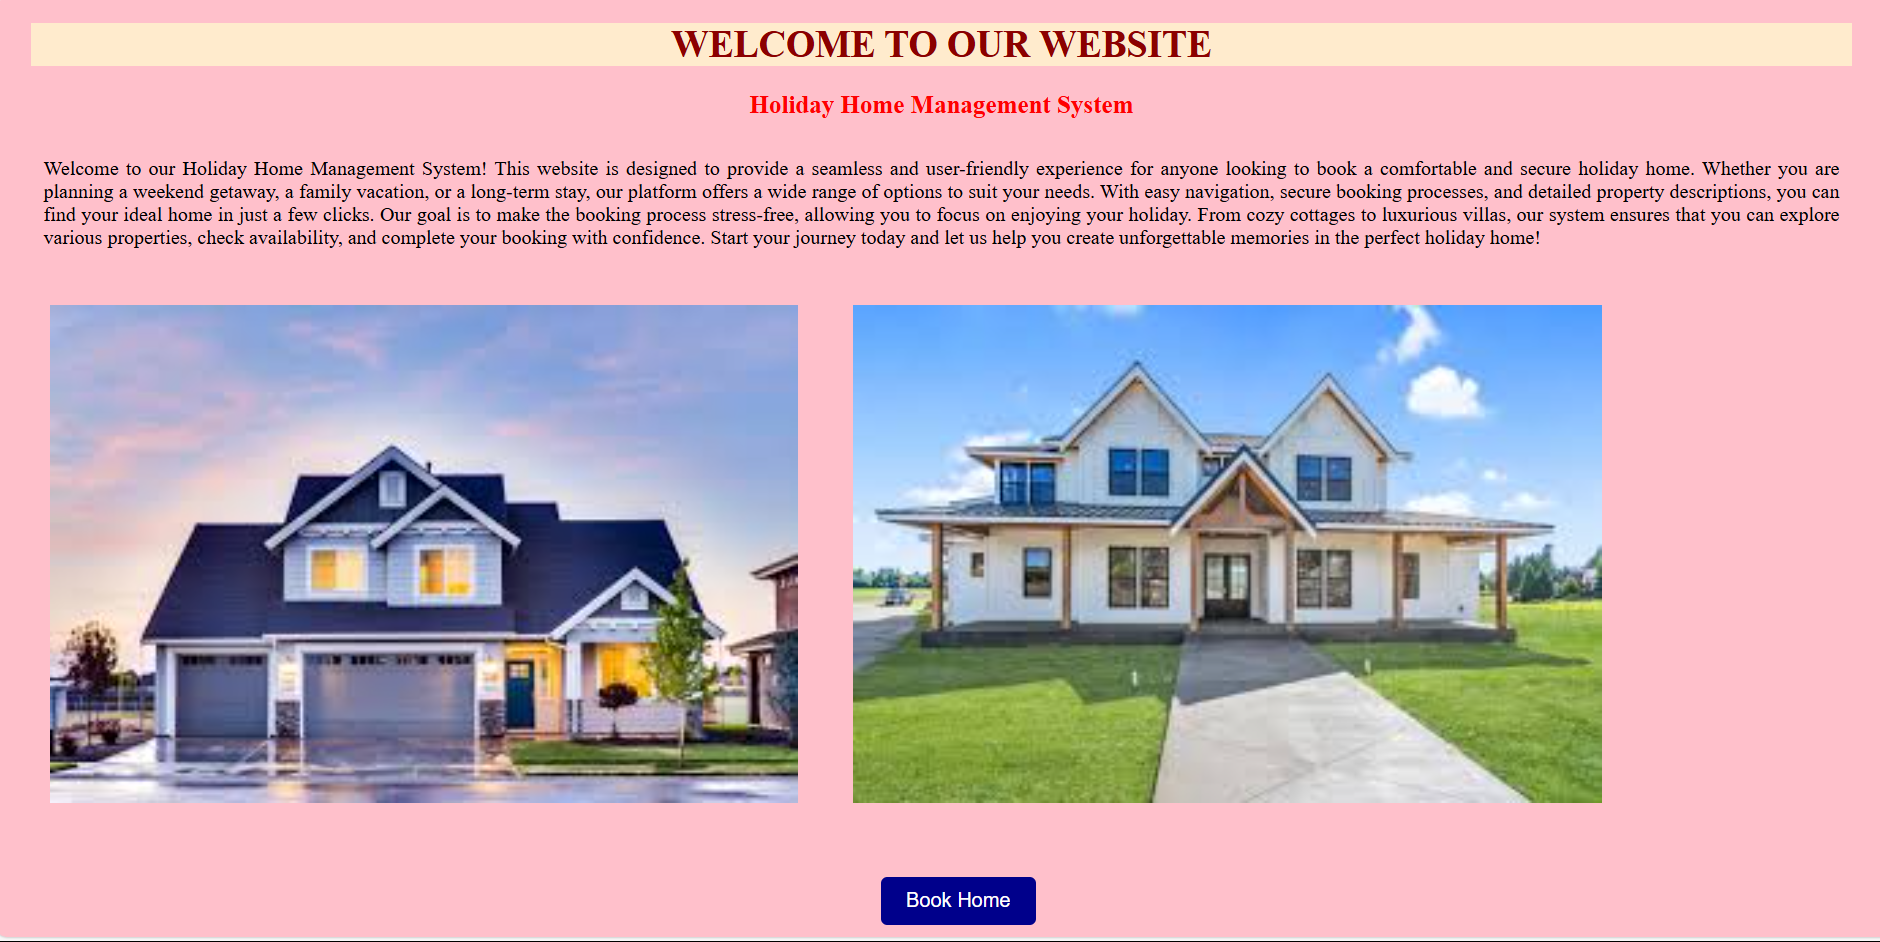 WELCOME TO OUR WEBSITE
Holiday Home Management System
Welcome to our Holiday Home Management System! This website is designed to provide a seamless and user-friendly experience for anyone looking to book a comfortable and secure holiday home. Whether you are
planning a weekend getaway, a family vacation, or a long-term stay, our platform offers a wide range of options to suit your needs. With easy navigation, secure booking processes, and detailed property descriptions, you can
find your ideal home in just a few clicks. Our goal is to make the booking process stress-free, allowing you to focus on enjoying your holiday. From cozy cottages to luxurious villas, our system ensures that you can explore
various properties, check availability, and complete your booking with confidence. Start your journey today and let us help you create unforgettable memories in the perfect holiday home!
Book Home